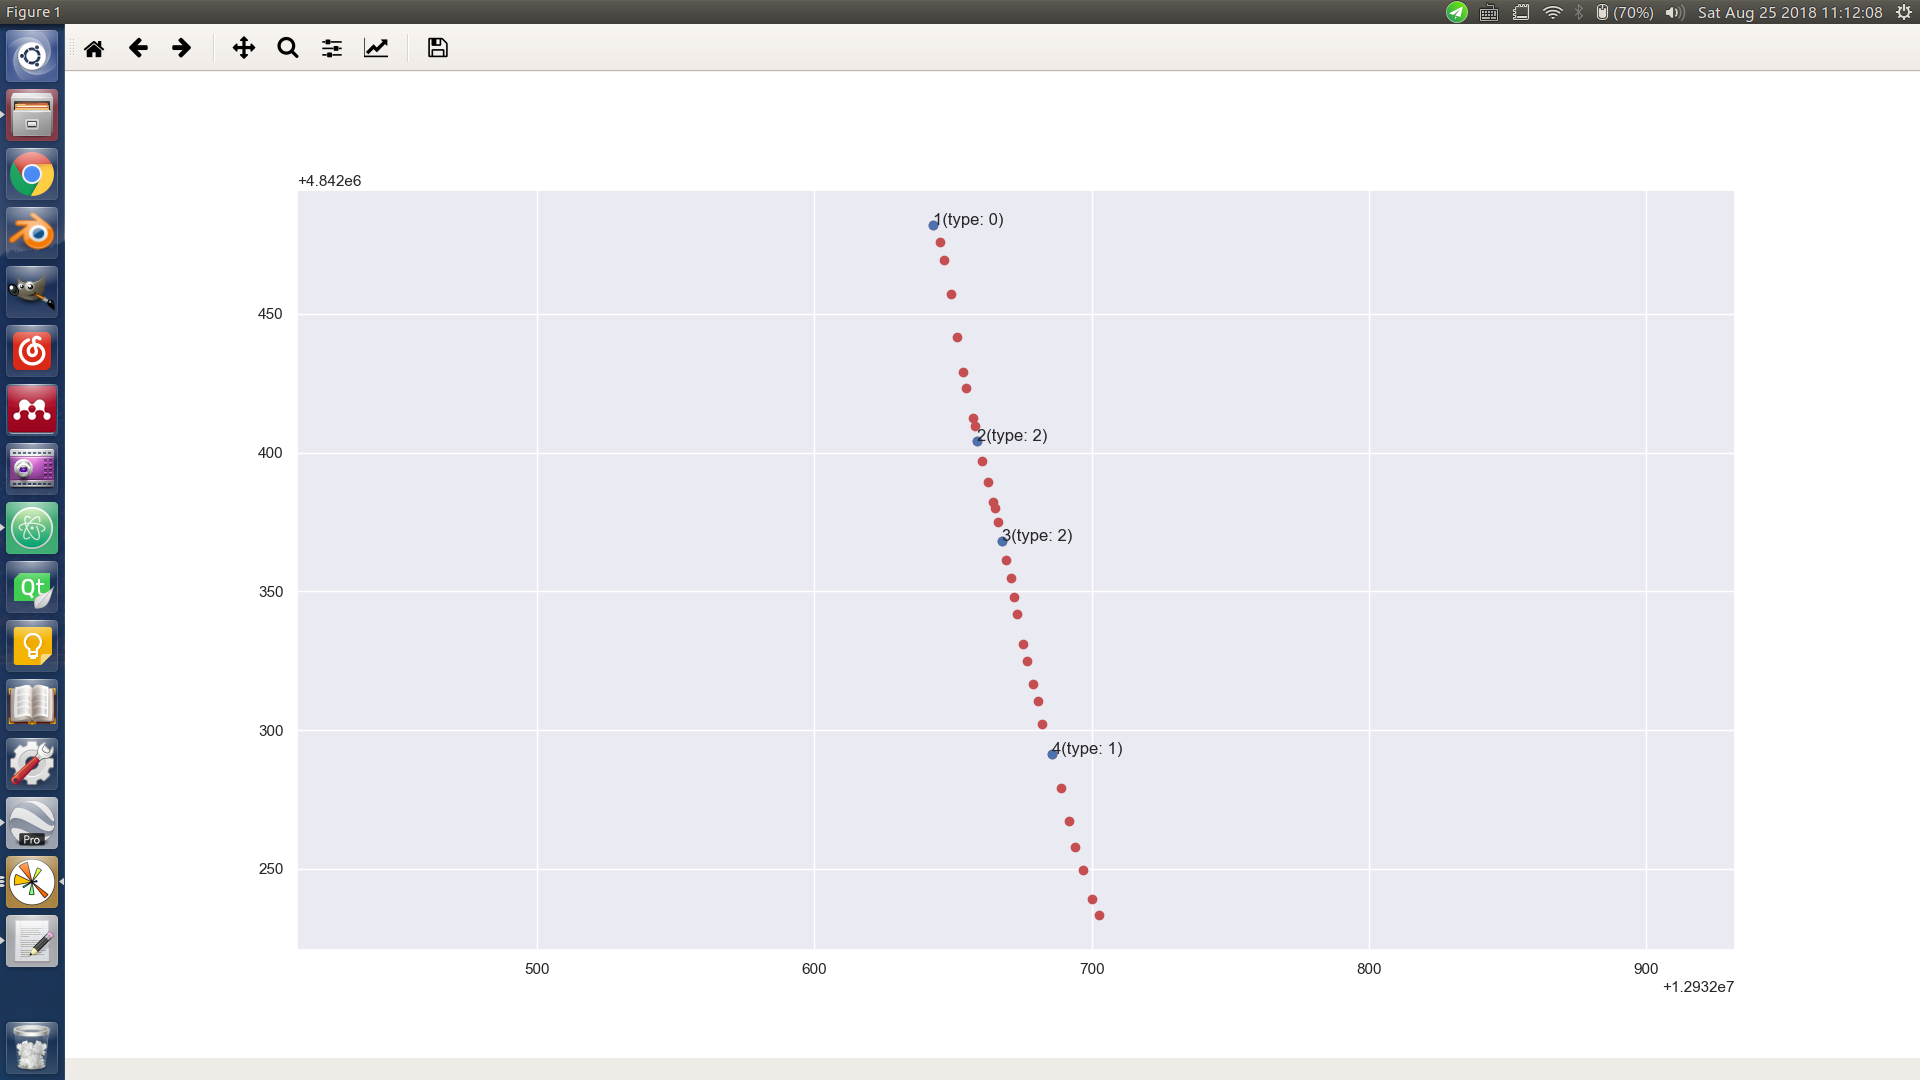 Figure 1
(70%) Sat Aug 25 2018 11:12:08
+4.842e6
1(type: 0)
450
2(type: 2)
400
3(type: 2)
350
4(type: 1)
300
250
500 600 700 800 900
+1.2932e7
Qt
Pro